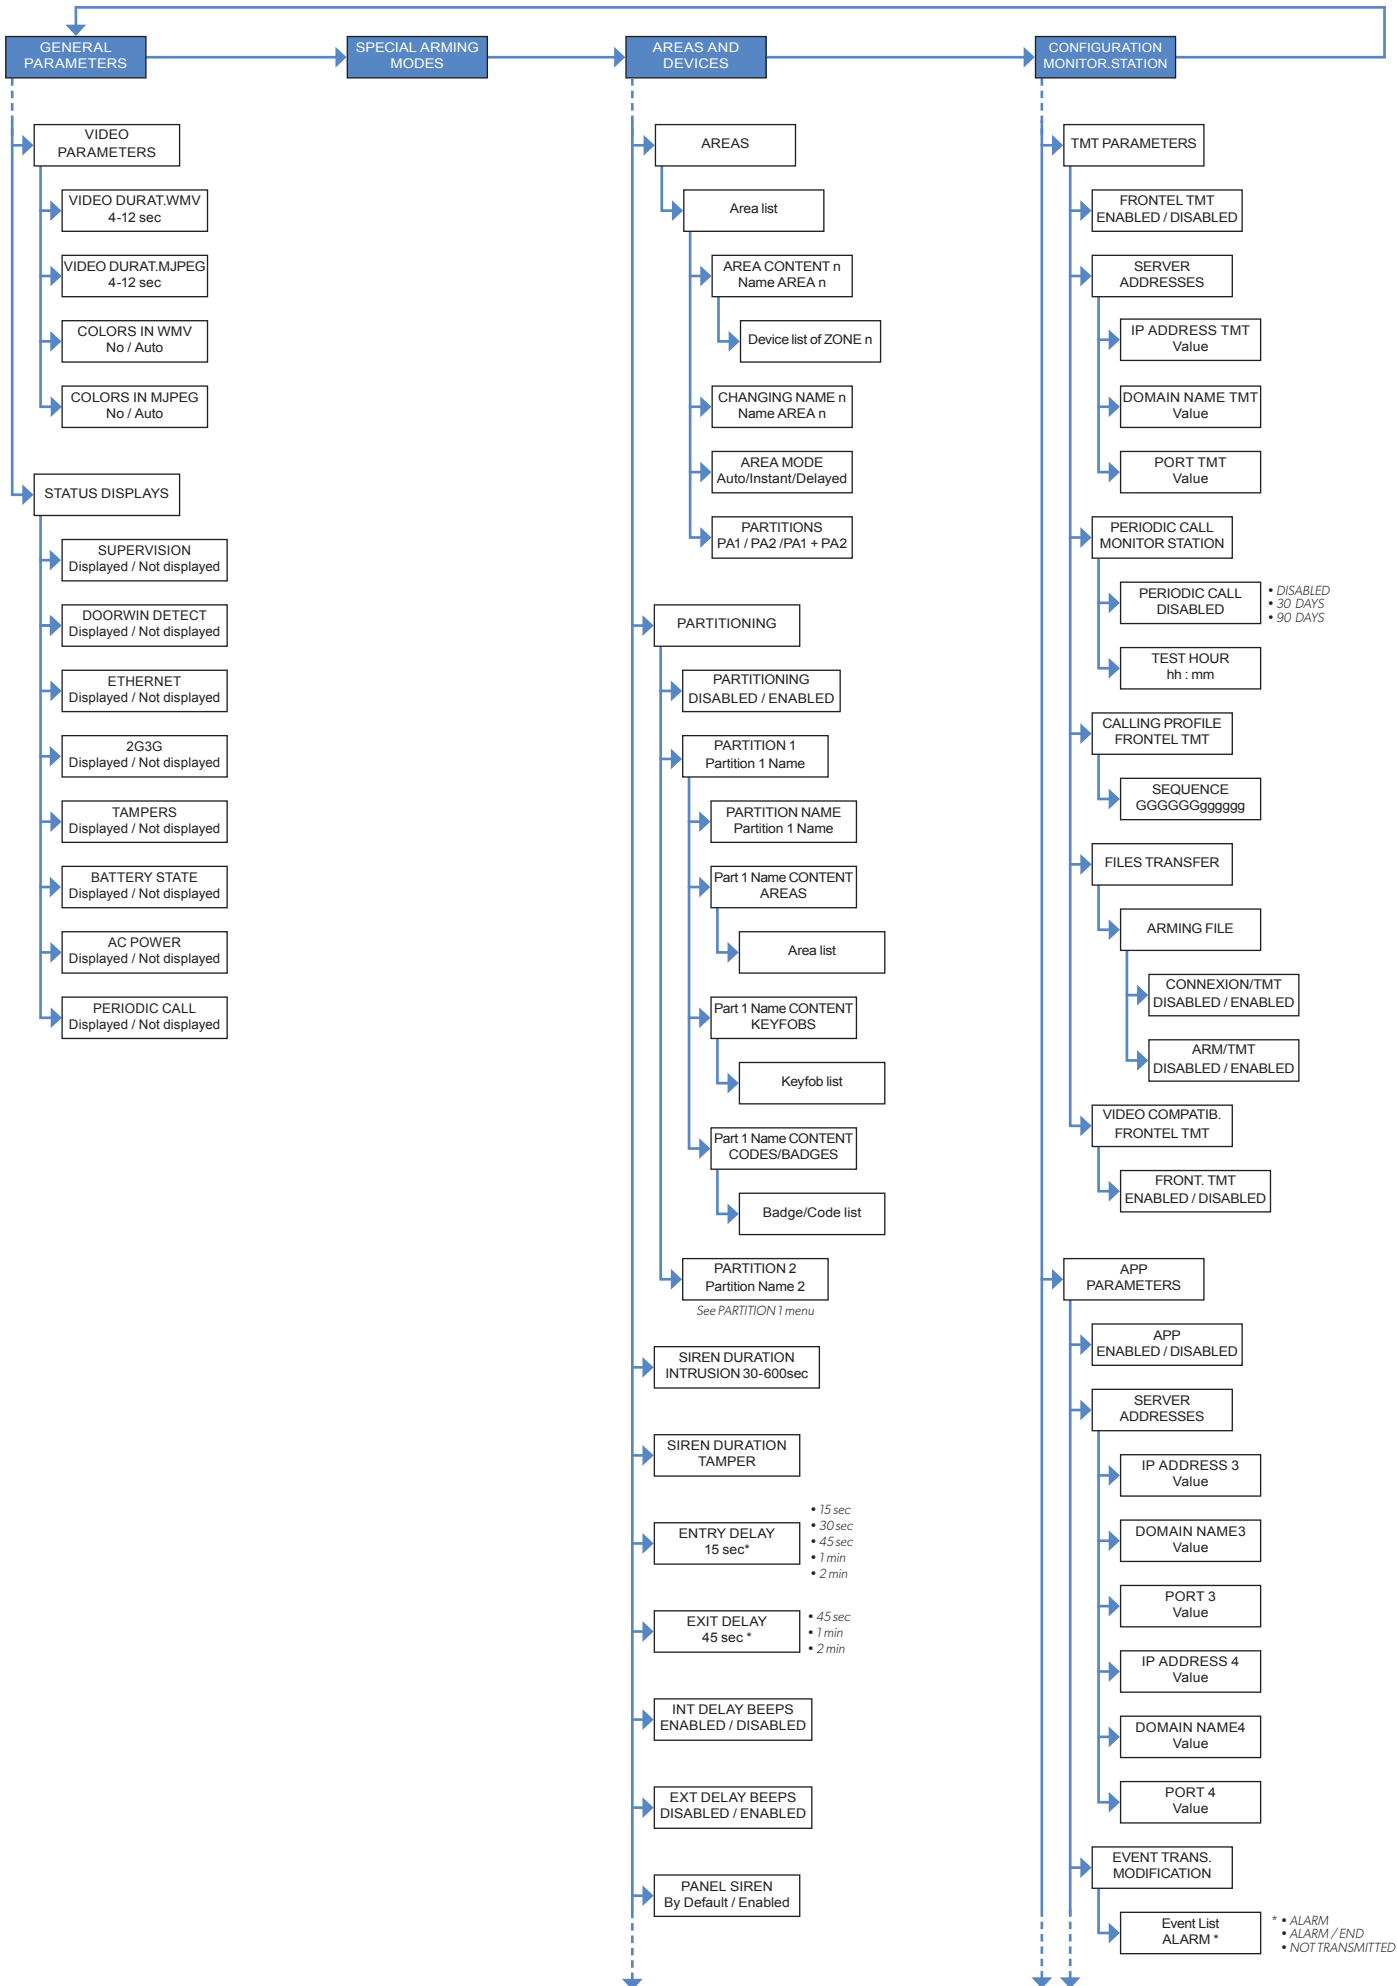 GENERAL
PARAMETERS
SPECIAL ARMING
MODES
AREAS AND
DEVICES
CONFIGURATION
MONITOR.STATION
VIDEO
PARAMETERS
VIDEO DURAT.WMV
4-12 sec
VIDEO DURAT.MJPEG
4-12 sec
COLORS IN WMV
No / Auto
COLORS IN MJPEG
No / Auto
STATUS DISPLAYS
SUPERVISION
Displayed / Not displayed
DOORWIN DETECT
Displayed / Not displayed
ETHERNET
Displayed / Not displayed
2G3G
Displayed / Not displayed
TAMPERS
Displayed / Not displayed
BATTERY STATE
Displayed / Not displayed
AC POWER
Displayed / Not displayed
PERIODIC CALL
Displayed / Not displayed
AREAS
Area list
AREA CONTENT n
Name AREA n
Device list of ZONE n
CHANGING NAME n
Name AREA n
AREA MODE
Auto/Instant/Delayed
PARTITIONS
PA1 / PA2 /PA1 + PA2
PARTITIONING
PARTITIONING
DISABLED / ENABLED
PARTITION 1
Partition 1 Name
PARTITION NAME
Partition 1 Name
Part 1 Name CONTENT
AREAS
Area list
Part 1 Name CONTENT
KEYFOBS
Keyfob list
Part 1 Name CONTENT
CODES/BADGES
Badge/Code list
PARTITION 2
Partition Name 2
See PARTITION 1 menu
SIREN DURATION
INTRUSION 30-600sec
SIREN DURATION
TAMPER
ENTRY DELAY
15 sec*
• 15 sec
• 30 sec
• 45 sec
• 1 min
• 2 min
EXIT DELAY
45 sec *
• 45 sec
• 1 min
• 2 min
INT DELAY BEEPS
ENABLED / DISABLED
EXT DELAY BEEPS
DISABLED / ENABLED
PANEL SIREN
By Default / Enabled
TMT PARAMETERS
FRONTEL TMT
ENABLED / DISABLED
SERVER
ADDRESSES
IP ADDRESS TMT
Value
DOMAIN NAME TMT
Value
PORT TMT
Value
PERIODIC CALL
MONITOR STATION
PERIODIC CALL
DISABLED
• DISABLED
• 30 DAYS
• 90 DAYS
TEST HOUR
hh : mm
CALLING PROFILE
FRONTEL TMT
SEQUENCE
GGGGGGgggggg
FILES TRANSFER
ARMING FILE
CONNEXION/TMT
DISABLED / ENABLED
ARM/TMT
DISABLED / ENABLED
VIDEO COMPATIB.
FRONTEL TMT
FRONT. TMT
ENABLED / DISABLED
APP
PARAMETERS
APP
ENABLED / DISABLED
SERVER
ADDRESSES
IP ADDRESS 3
Value
DOMAIN NAME3
Value
PORT 3
Value
IP ADDRESS 4
Value
DOMAIN NAME4
Value
PORT 4
Value
EVENT TRANS.
MODIFICATION
Event List
ALARM *
* • ALARM
• ALARM / END
• NOT TRANSMITTED